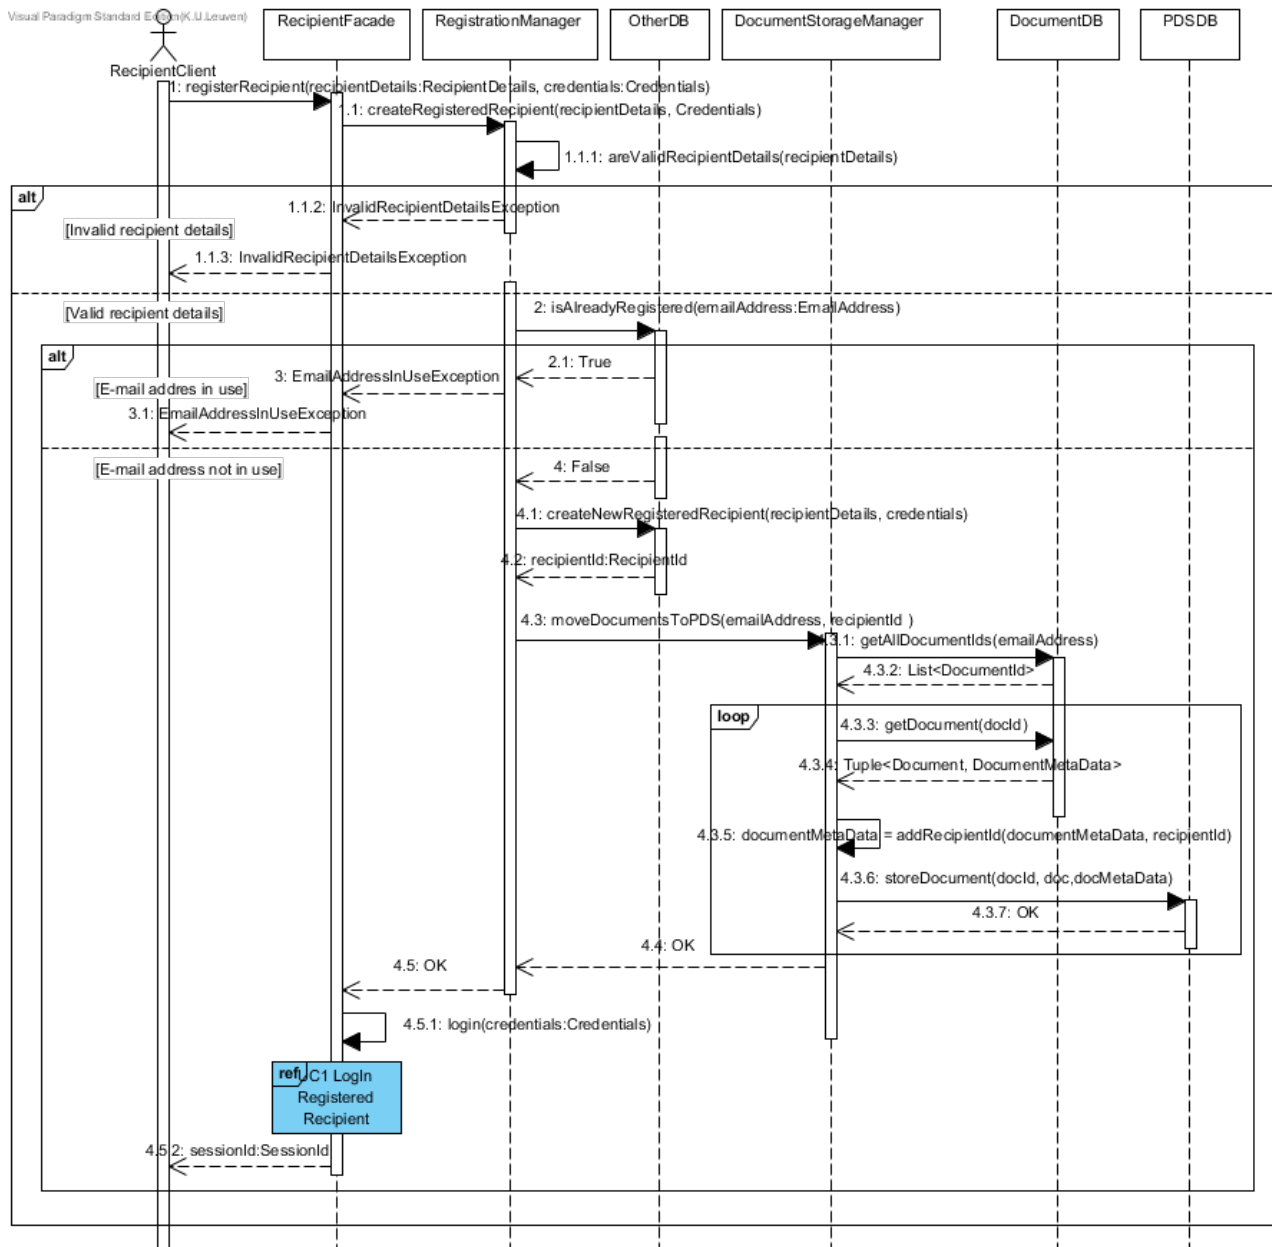 Visual Paradigm Standard Edition(K.U.Leuven)
RecipientClient
RecipientFacade
RegistrationManager
OtherDB
DocumentStorageManager
DocumentDB
PDSDB
1: registerRecipient(recipientDetails:RecipientDetails, credentials:Credentials)
1.1: createRegisteredRecipient(recipientDetails, Credentials)
1.1.1: areValidRecipientDetails(recipientDetails)
alt
1.1.2: InvalidRecipientDetailsException
[Invalid recipient details]
1.1.3: InvalidRecipientDetailsException
[Valid recipient details]
2: isAlreadyRegistered(emailAddress:EmailAddress)
alt
2.1: True
3: EmailAddressInUseException
[E-mail addres in use]
3.1: EmailAddressInUseException
[E-mail address not in use]
4: False
4.1: createNewRegisteredRecipient(recipientDetails, credentials)
4.2: recipientId:RecipientId
4.3: moveDocumentsToPDS(emailAddress, recipientId )
4.3.1: getAllDocumentIds(emailAddress)
4.3.2: List<DocumentId>
loop
4.3.3: getDocument(docId)
4.3.4: Tuple<Document, DocumentMetaData>
4.3.5: documentMetaData = addRecipientId(documentMetaData, recipientId)
4.3.6: storeDocument(docId, doc,docMetaData)
4.3.7: OK
4.4: OK
4.5: OK
4.5.1: login(credentials:Credentials)
ref
UC1 LogIn
Registered
Recipient
4.5.2: sessionId:SessionId